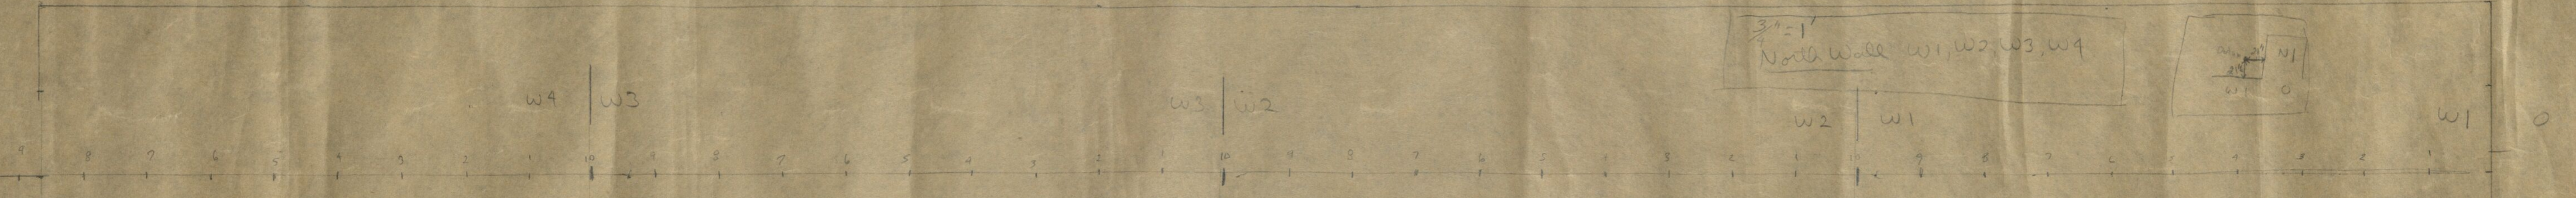 3/4" = 1'
North Wall W1, W2, W3, W4
N1
W1 0
W4 W3
W3 W2
W2 W1
W1 0
9 8 7 6 5 4 3 2 1 10 9 8 7 6 5 4 3 2 1 10 9 8 7 6 5 4 3 2 1 10 9 8 7 6 5 4 3 2 1